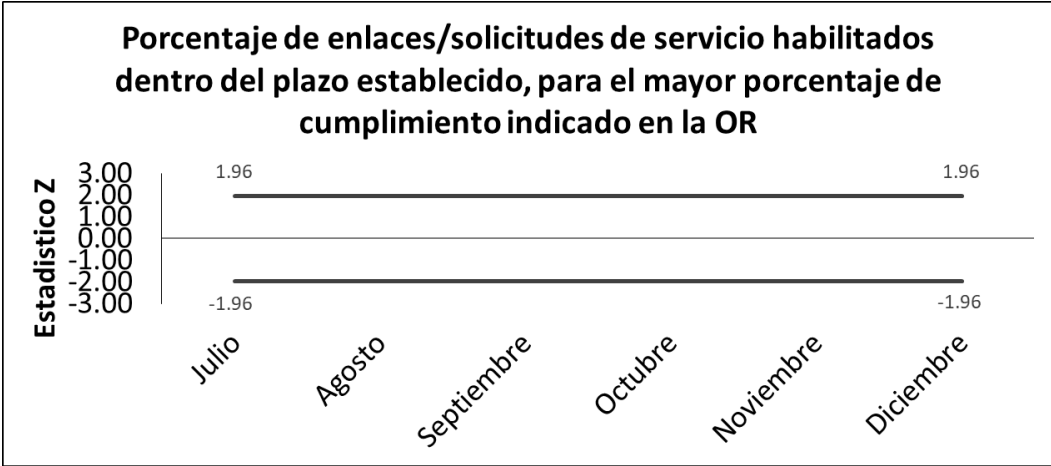 Porcentaje de enlaces/solicitudes de servicio habilitados
dentro del plazo establecido, para el mayor porcentaje de
cumplimiento indicado en la OR
Estadistico Z
3.00
2.00
1.00
0.00
-1.00
-2.00
-3.00
1.96
1.96
-1.96
-1.96
Julio
Agosto
Septiembre
Octubre
Noviembre
Diciembre